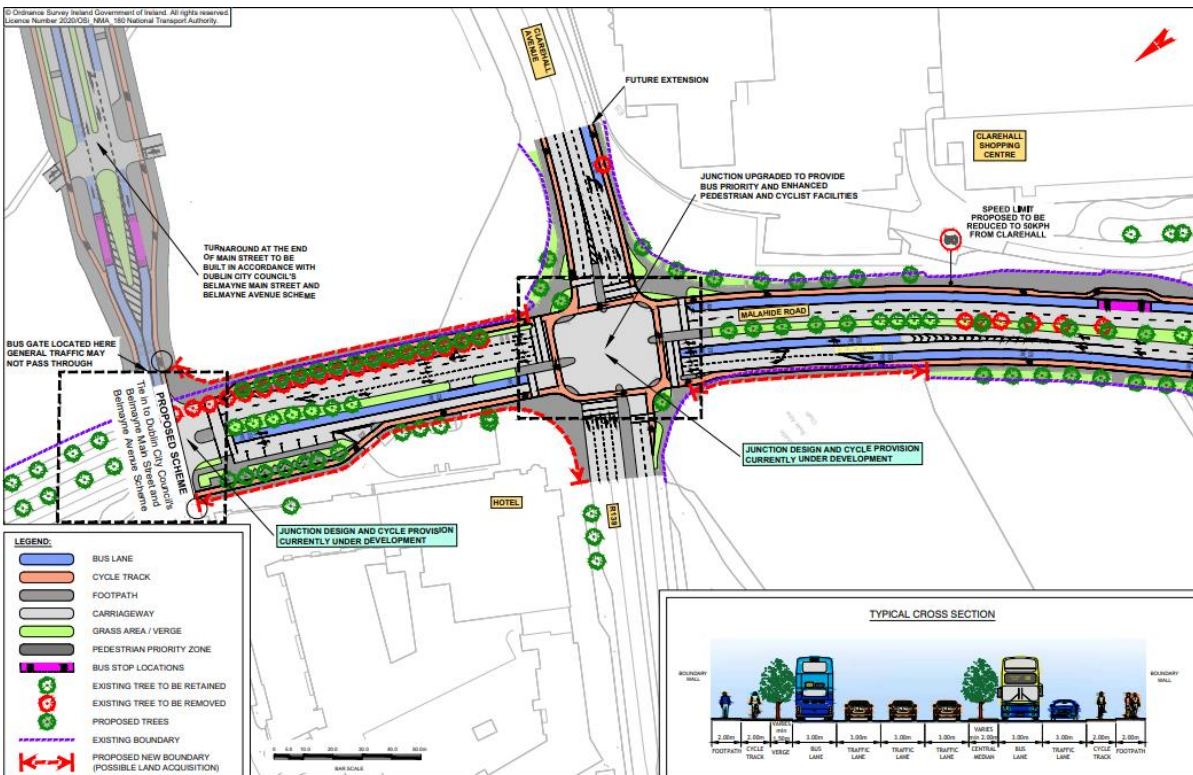 © Ordnance Survey Ireland Government of Ireland. All rights reserved.
Licence Number 2020/OSi_NMA_180 National Transport Authority.
CLAREHALL
AVENUE
FUTURE EXTENSION
CLAREHALL
SHOPPING
CENTRE
JUNCTION UPGRADED TO PROVIDE
BUS PRIORITY AND ENHANCED
PEDESTRIAN AND CYCLIST FACILITIES
SPEED LIMIT
PROPOSED TO BE
REDUCED TO 50KPH
FROM CLAREHALL
TURNAROUND AT THE END
OF MAIN STREET TO BE
BUILT IN ACCORDANCE WITH
DUBLIN CITY COUNCIL'S
BELMAYNE MAIN STREET AND
BELMAYNE AVENUE SCHEME
MALAHIDE ROAD
BUS GATE LOCATED HERE
GENERAL TRAFFIC MAY
NOT PASS THROUGH
PROPOSED SCHEME
Tie in to Dublin City Council's
Belmayne Main Street and
Belmayne Avenue Scheme
JUNCTION DESIGN AND CYCLE PROVISION
CURRENTLY UNDER DEVELOPMENT
HOTEL
R139
JUNCTION DESIGN AND CYCLE PROVISION
CURRENTLY UNDER DEVELOPMENT
LEGEND:
BUS LANE
CYCLE TRACK
FOOTPATH
CARRIAGEWAY
GRASS AREA / VERGE
PEDESTRIAN PRIORITY ZONE
BUS STOP LOCATIONS
EXISTING TREE TO BE RETAINED
EXISTING TREE TO BE REMOVED
PROPOSED TREES
EXISTING BOUNDARY
PROPOSED NEW BOUNDARY
(POSSIBLE LAND ACQUISITION)
BAR SCALE
TYPICAL CROSS SECTION
BOUNDARY
WALL
BOUNDARY
WALL
2.00m
FOOTPATH
2.00m
CYCLE
TRACK
VARIES
min
1.50m
VERGE
3.00m
BUS
LANE
3.00m
TRAFFIC
LANE
3.00m
TRAFFIC
LANE
3.00m
TRAFFIC
LANE
VARIES
min 2.00m
CENTRAL
MEDIAN
3.00m
BUS
LANE
3.00m
TRAFFIC
LANE
2.00m
CYCLE
TRACK
2.00m
FOOTPATH